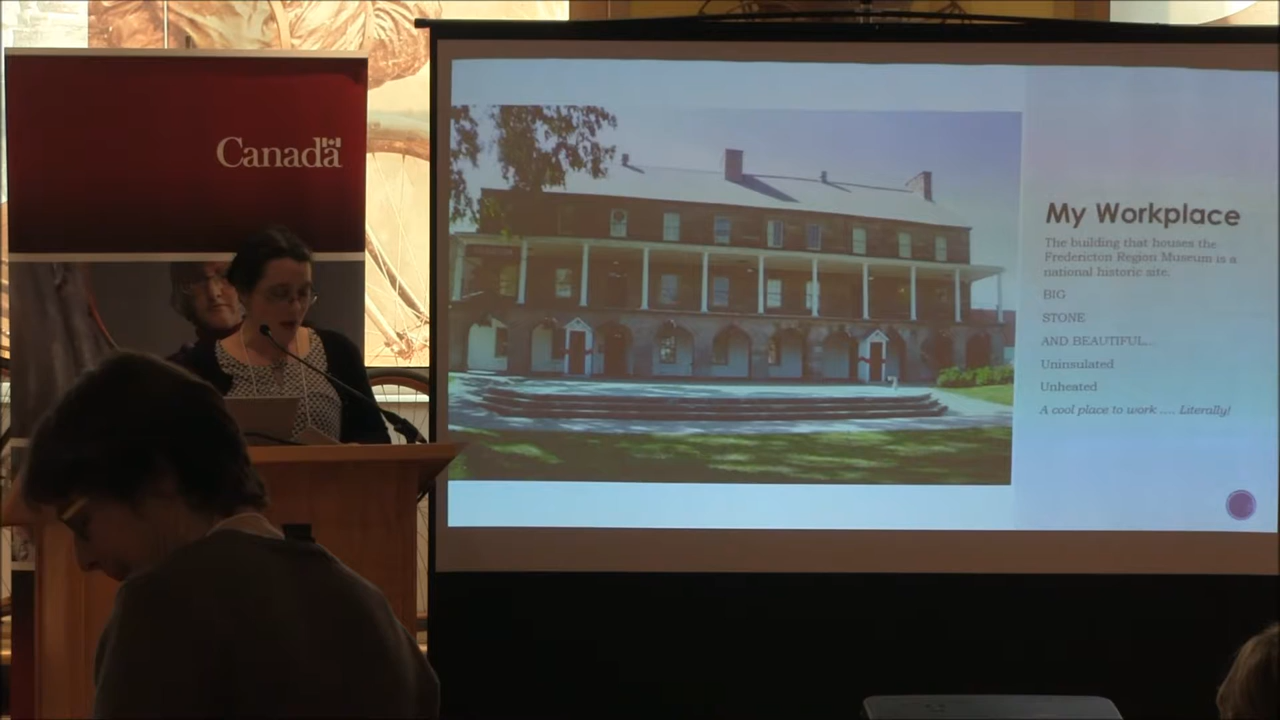 Canada
My Workplace
The building that houses the
Fredericton Region Museum is a
national historic site.
BIG
STONE
AND BEAUTIFUL...
Uninsulated
Unheated
A cool place to work .... Literally!